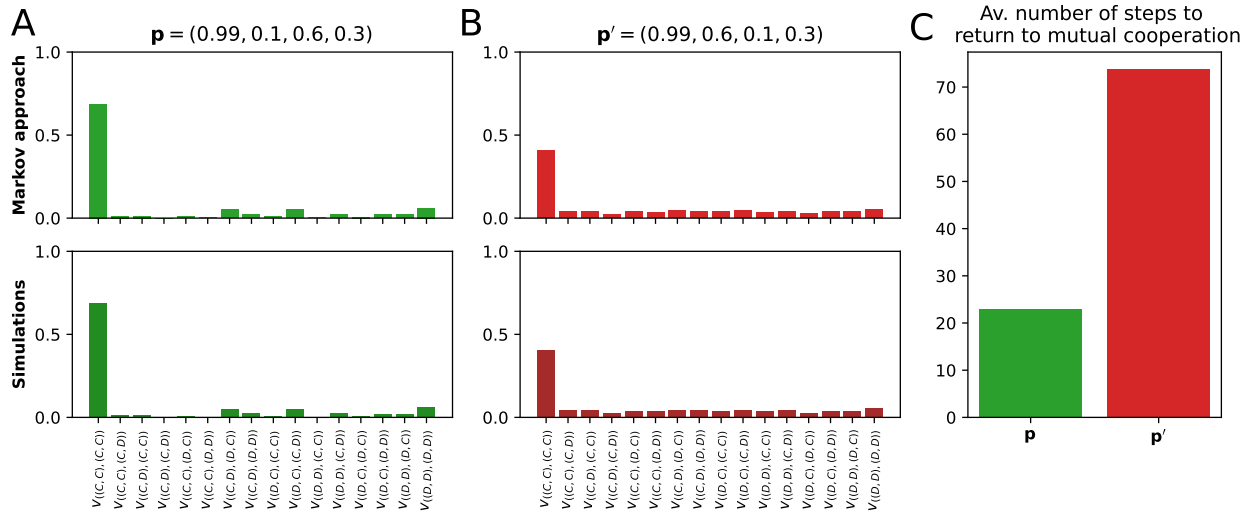 A
p = (0.99, 0.1, 0.6, 0.3)
Markov approach
1.0
0.5
0.0
Simulations
1.0
0.5
0.0
v((C, C), (C, C))
v((C, C), (C, D))
v((C, D), (C, C))
v((C, D), (C, D))
v((C, C), (D, C))
v((C, C), (D, D))
v((C, D), (D, C))
v((C, D), (D, D))
v((D, C), (C, C))
v((D, C), (C, D))
v((D, D), (C, C))
v((D, D), (C, D))
v((D, C), (D, C))
v((D, C), (D, D))
v((D, D), (D, C))
v((D, D), (D, D))
B
p′ = (0.99, 0.6, 0.1, 0.3)
1.0
0.5
0.0
1.0
0.5
0.0
v((C, C), (C, C))
v((C, C), (C, D))
v((C, D), (C, C))
v((C, D), (C, D))
v((C, C), (D, C))
v((C, C), (D, D))
v((C, D), (D, C))
v((C, D), (D, D))
v((D, C), (C, C))
v((D, C), (C, D))
v((D, D), (C, C))
v((D, D), (C, D))
v((D, C), (D, C))
v((D, C), (D, D))
v((D, D), (D, C))
v((D, D), (D, D))
C
Av. number of steps to
return to mutual cooperation
70
60
50
40
30
20
10
0
p
p′